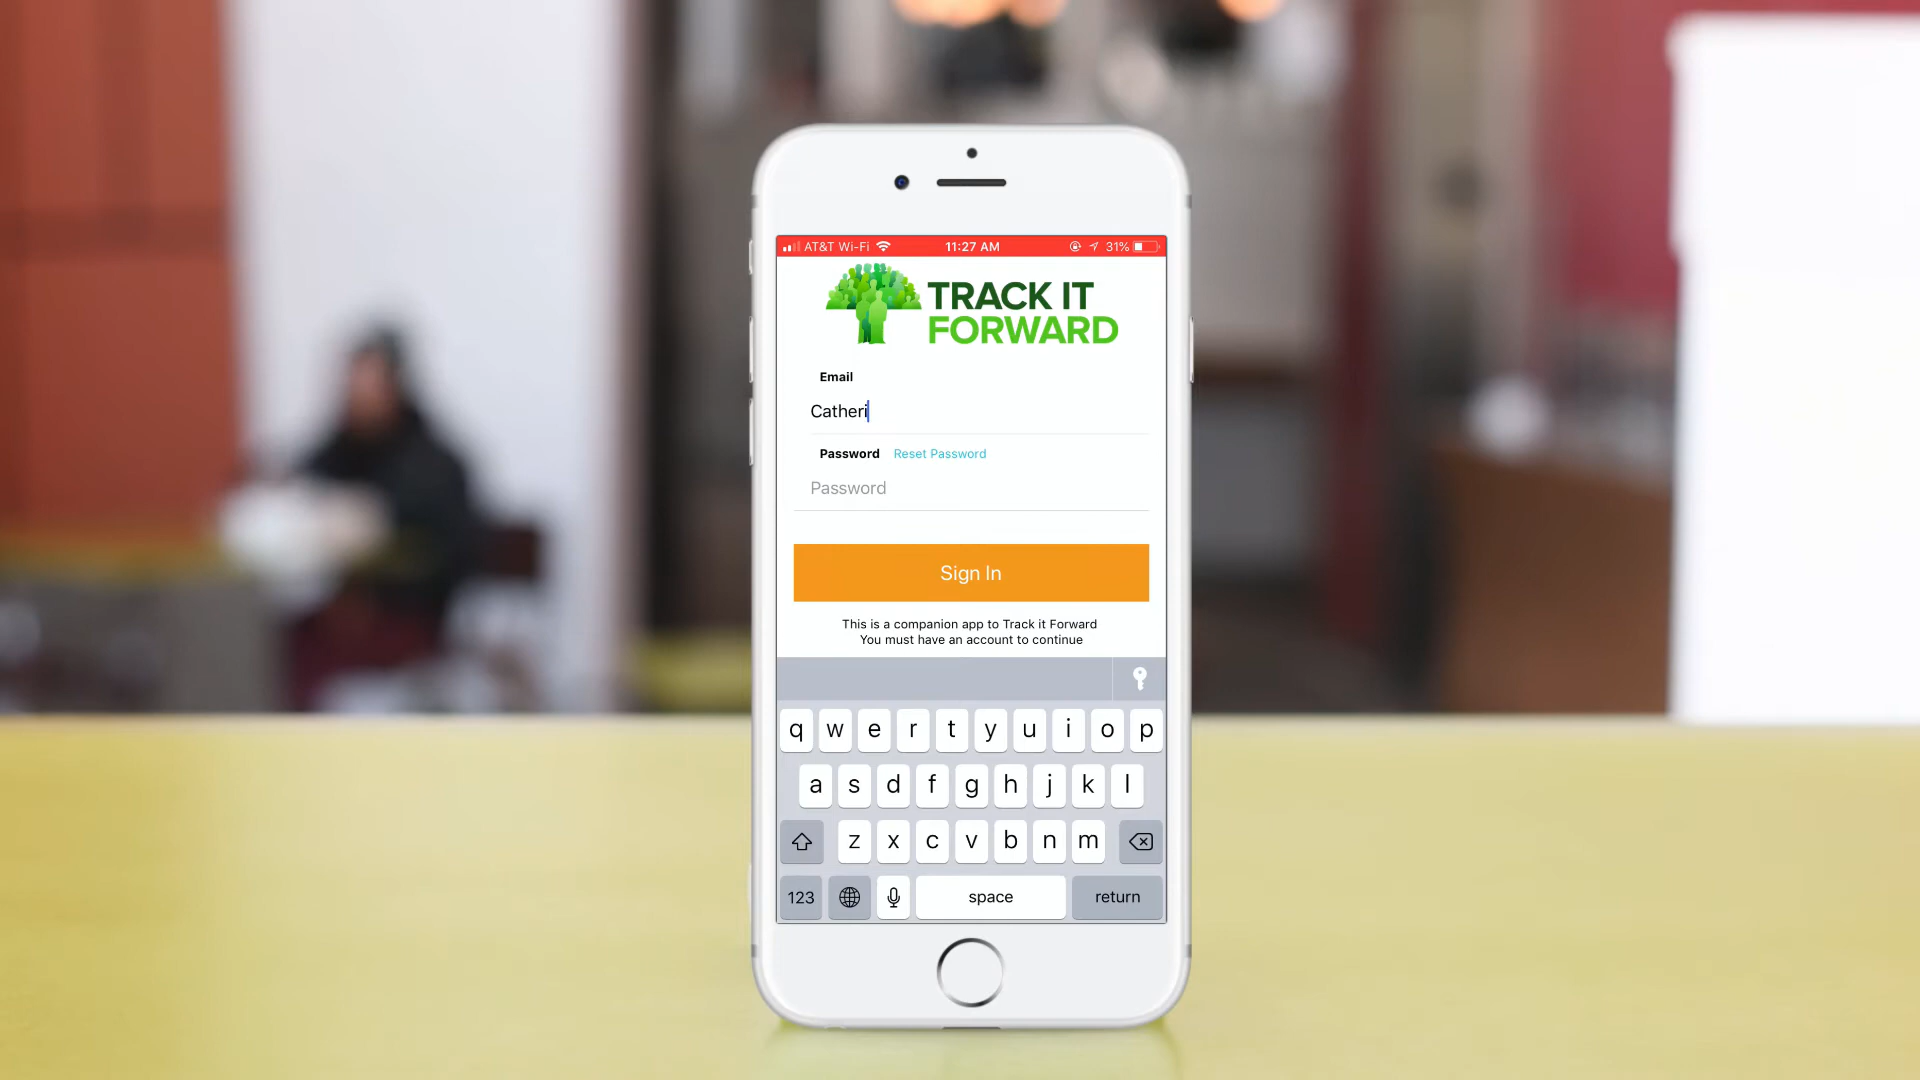 AT&T Wi-Fi 11:27 AM 31%
TRACK IT
FORWARD
Email
Catheri
Password Reset Password
Password
Sign In
This is a companion app to Track it Forward
You must have an account to continue
q w e r t y u i o p
a s d f g h j k l
z x c v b n m
123 space return